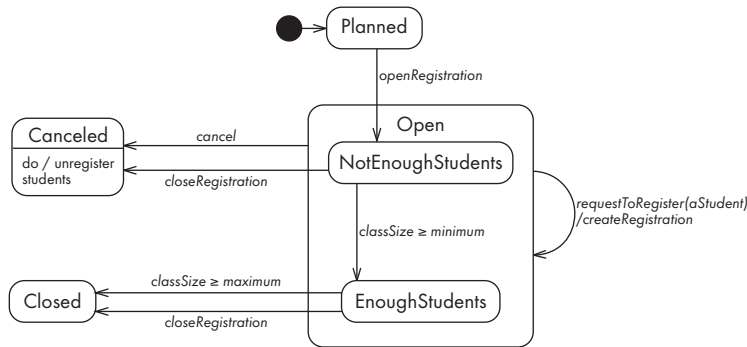 Planned
openRegistration
Open
Canceled
do / unregister
students
cancel
closeRegistration
NotEnoughStudents
requestToRegister(aStudent)
/createRegistration
classSize ≥ minimum
Closed
classSize ≥ maximum
closeRegistration
EnoughStudents